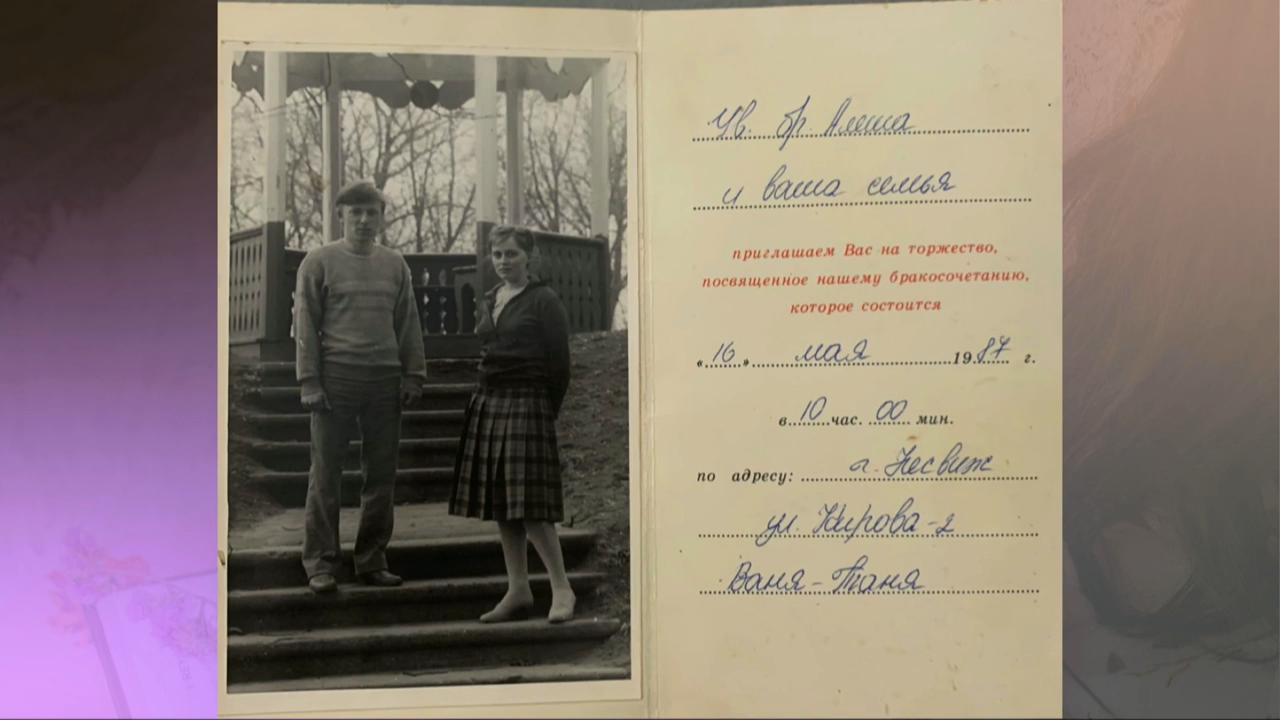 Ув. бр. Алеша
и ваша семья
приглашаем Вас на торжество,
посвященное нашему бракосочетанию,
которое состоится
«16» мая 1987 г.
в 10 час. 00 мин.
по адресу: г. Несвиж
ул. Кирова-2
Ваня-Таня